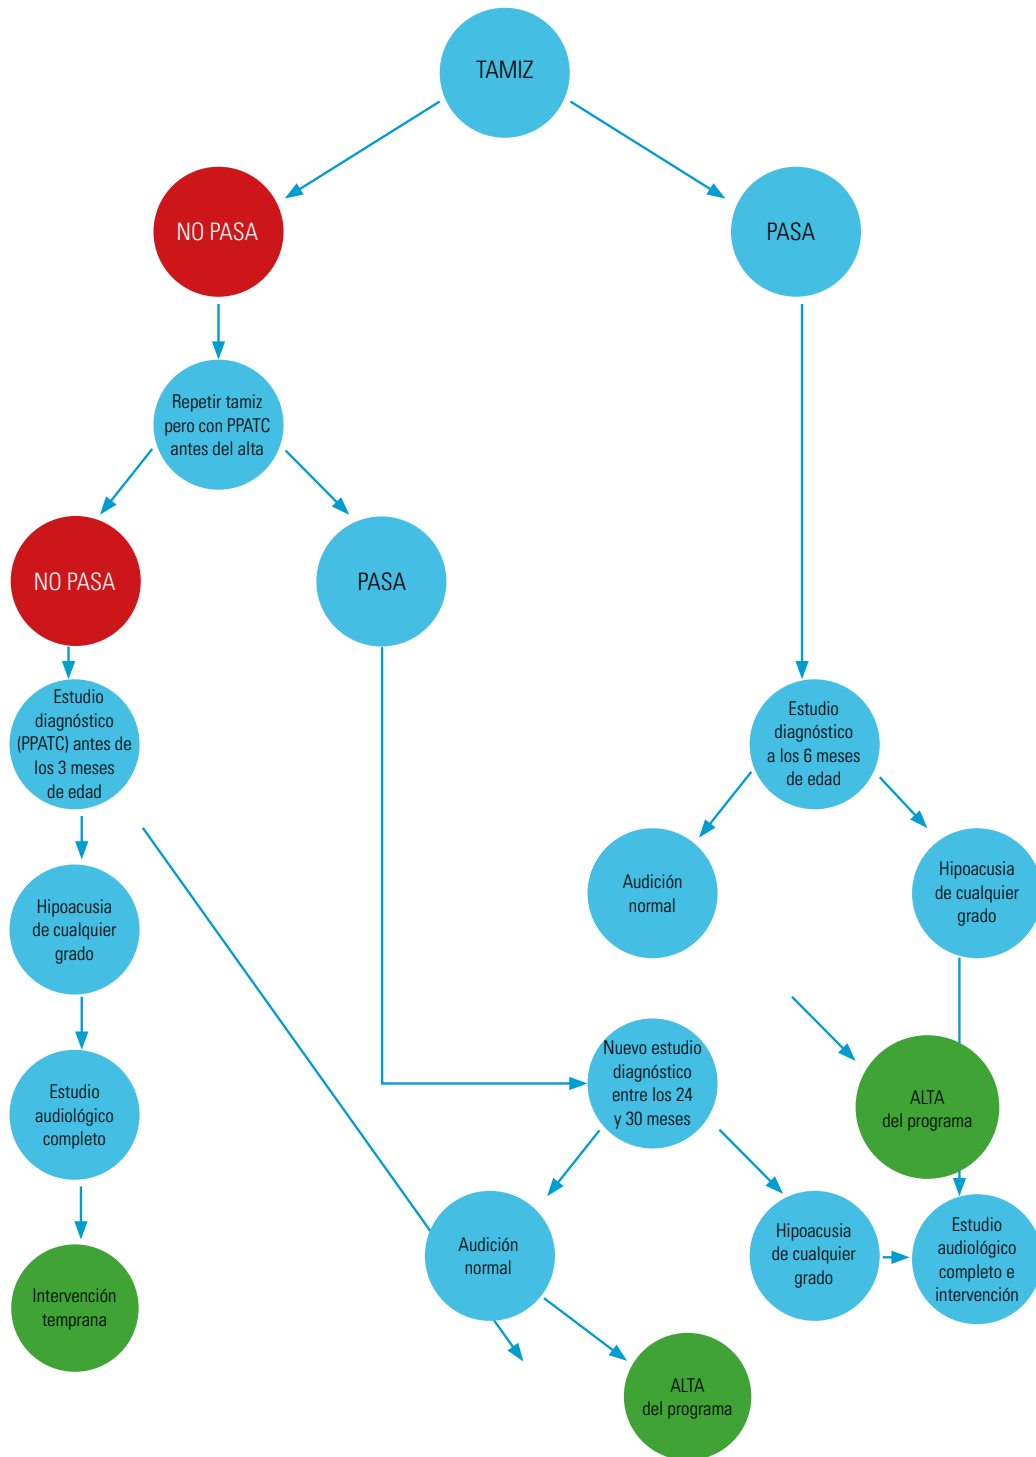 TAMIZ
NO PASA
PASA
Repetir tamiz
pero con PPATC
antes del alta
NO PASA
PASA
Estudio
diagnóstico
(PPATC) antes de
los 3 meses
de edad
Estudio
diagnóstico
a los 6 meses
de edad
Audición
normal
Hipoacusia
de cualquier
grado
Hipoacusia
de cualquier
grado
Nuevo estudio
diagnóstico
entre los 24
y 30 meses
Estudio
audiológico
completo
ALTA
del programa
Audición
normal
Hipoacusia
de cualquier
grado
Estudio
audiológico
completo e
intervención
Intervención
temprana
ALTA
del programa